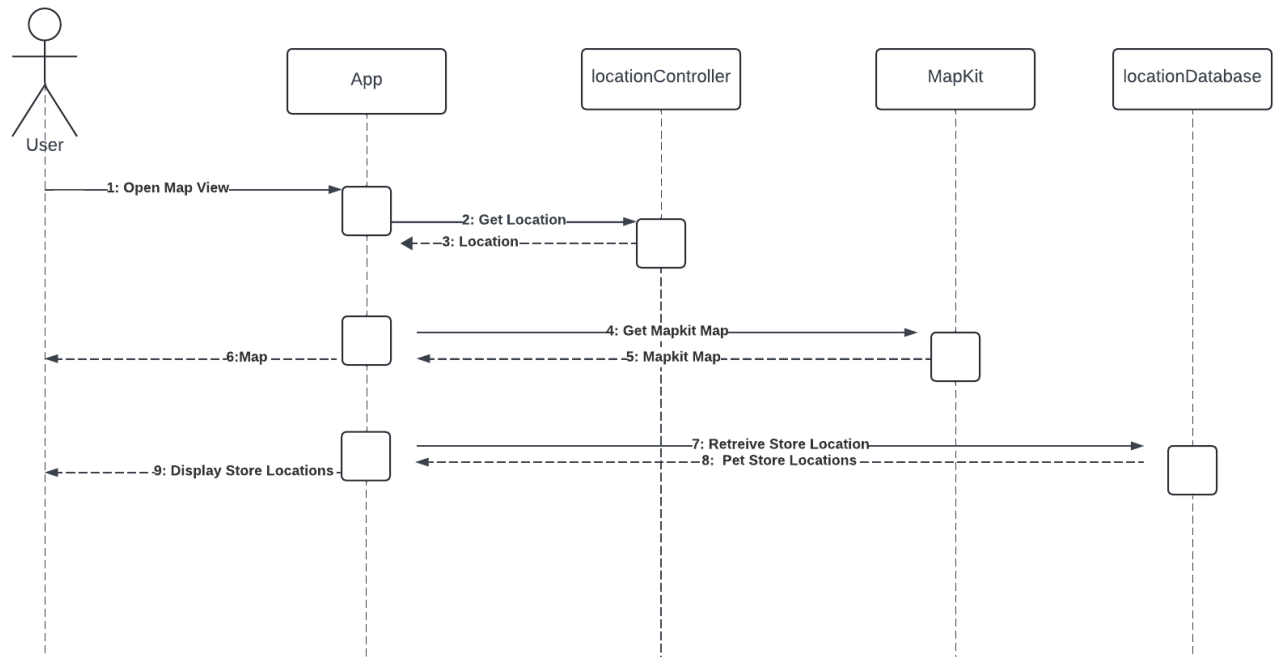 App
locationController
MapKit
locationDatabase
User
1: Open Map View
2: Get Location
3: Location
4: Get Mapkit Map
6:Map
5: Mapkit Map
7: Retreive Store Location
8: Pet Store Locations
9: Display Store Locations